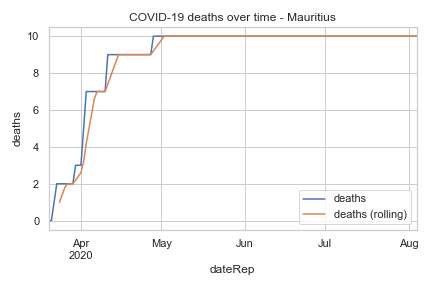 COVID-19 deaths over time - Mauritius
deaths
10
8
6
4
2
0
Apr
2020
May
Jun
Jul
Aug
dateRep
deaths
deaths (rolling)